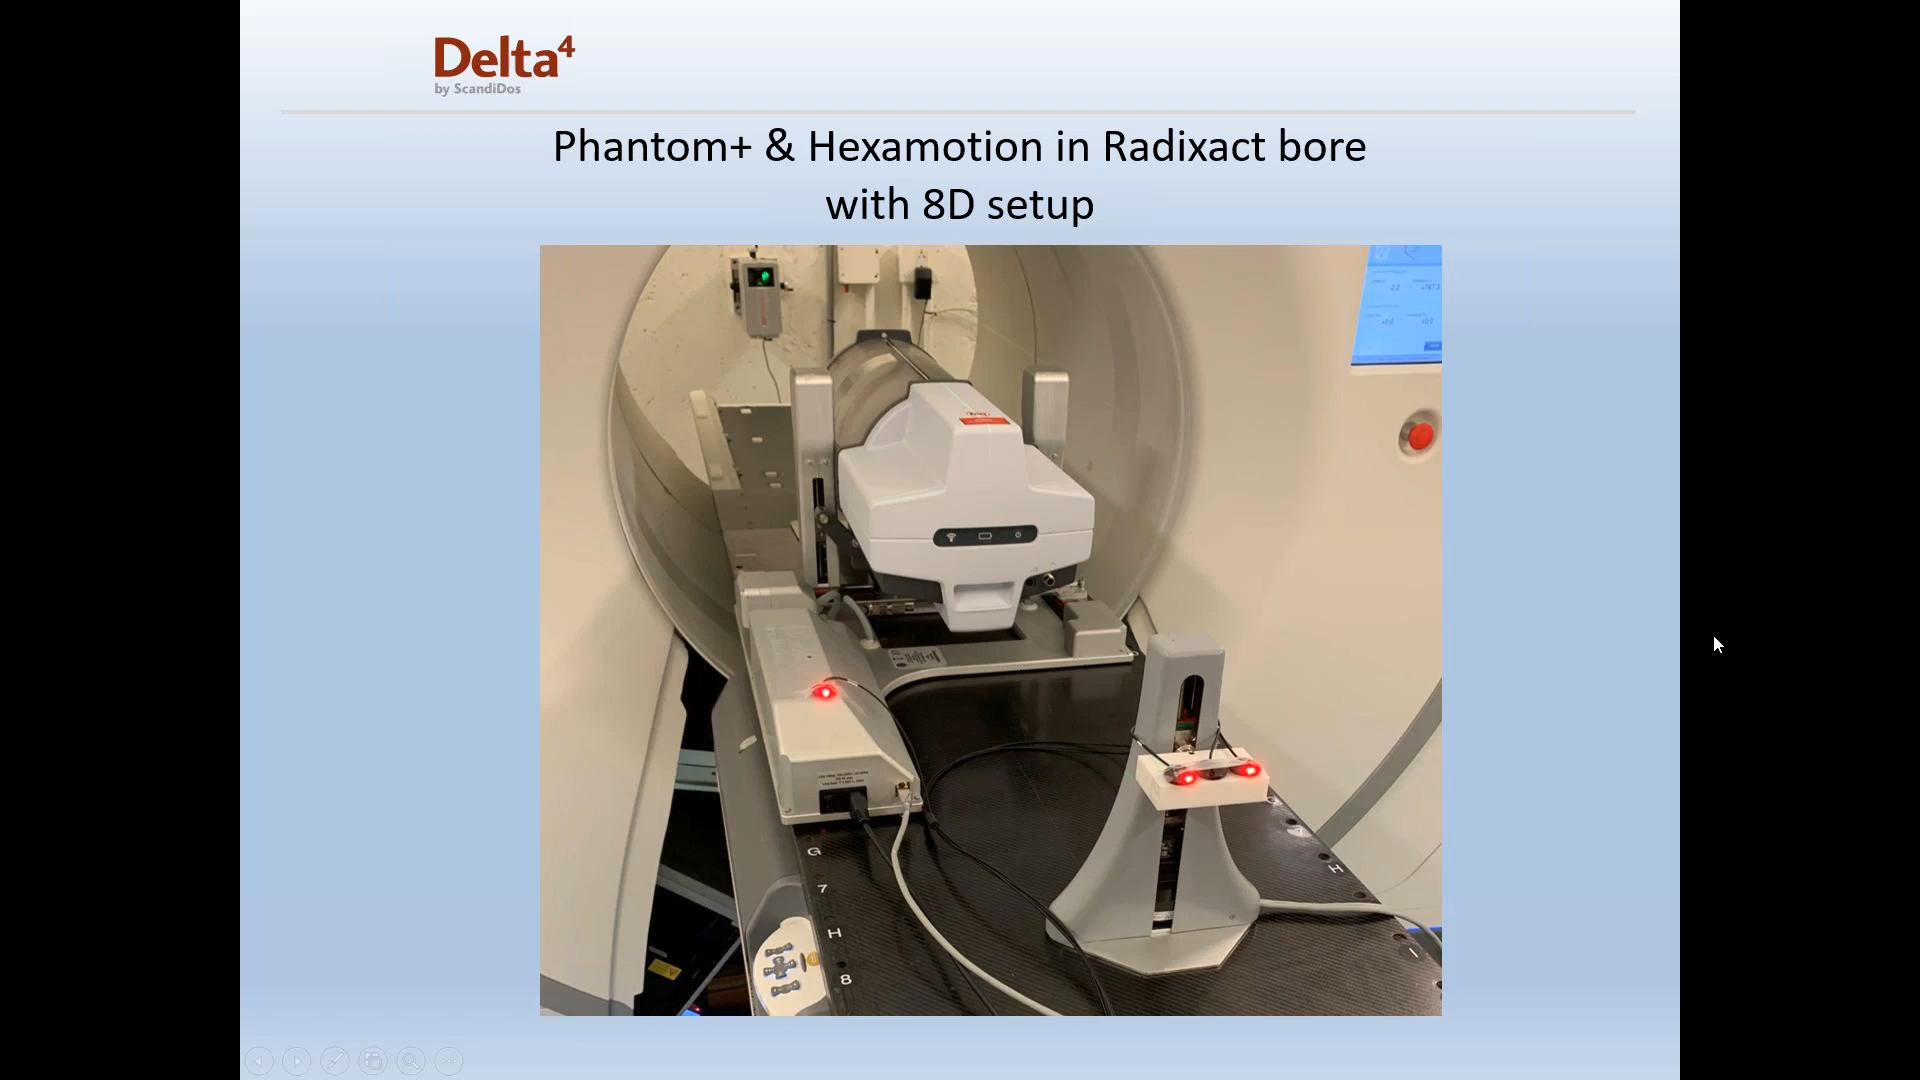 Delta⁴
by ScandiDos
Phantom+ & Hexamotion in Radixact bore
with 8D setup
G
7
H
8
H
I